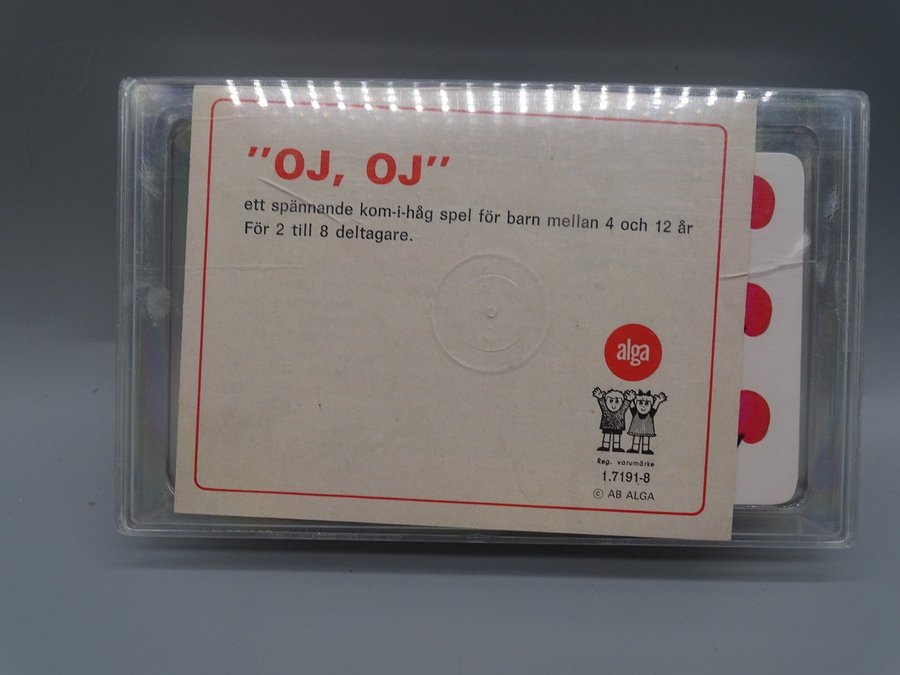 "OJ, OJ"
ett spännande kom-i-håg spel för barn mellan 4 och 12 år
För 2 till 8 deltagare.
alga
Reg. varumärke
1.7191-8
© AB ALGA